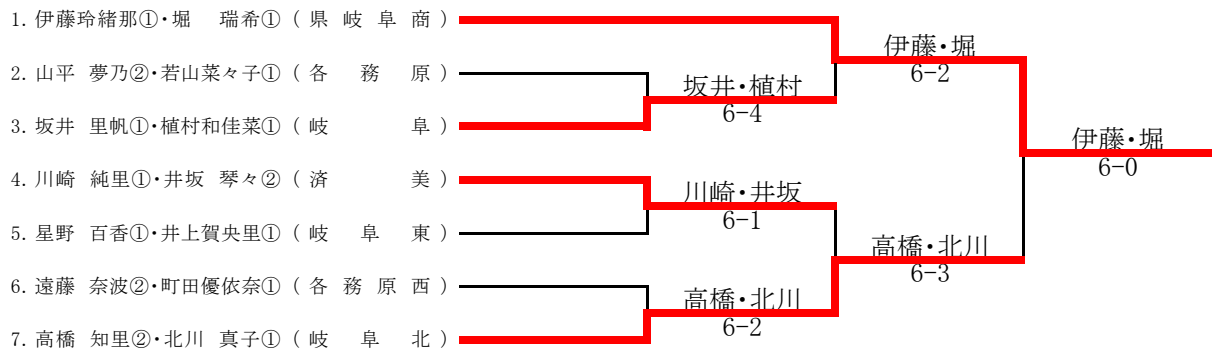 1. 伊藤玲緒那①・堀 瑞希① ( 県 岐 阜 商 )
2. 山平 夢乃②・若山菜々子① ( 各 務 原 )
3. 坂井 里帆①・植村和佳菜① ( 岐 阜 )
4. 川崎 純里①・井坂 琴々② ( 済 美 )
5. 星野 百香①・井上賀央里① ( 岐 阜 東 )
6. 遠藤 奈波②・町田優依奈① ( 各 務 原 西 )
7. 高橋 知里②・北川 真子① ( 岐 阜 北 )
坂井・植村
6-4
川崎・井坂
6-1
高橋・北川
6-2
伊藤・堀
6-2
高橋・北川
6-3
伊藤・堀
6-0